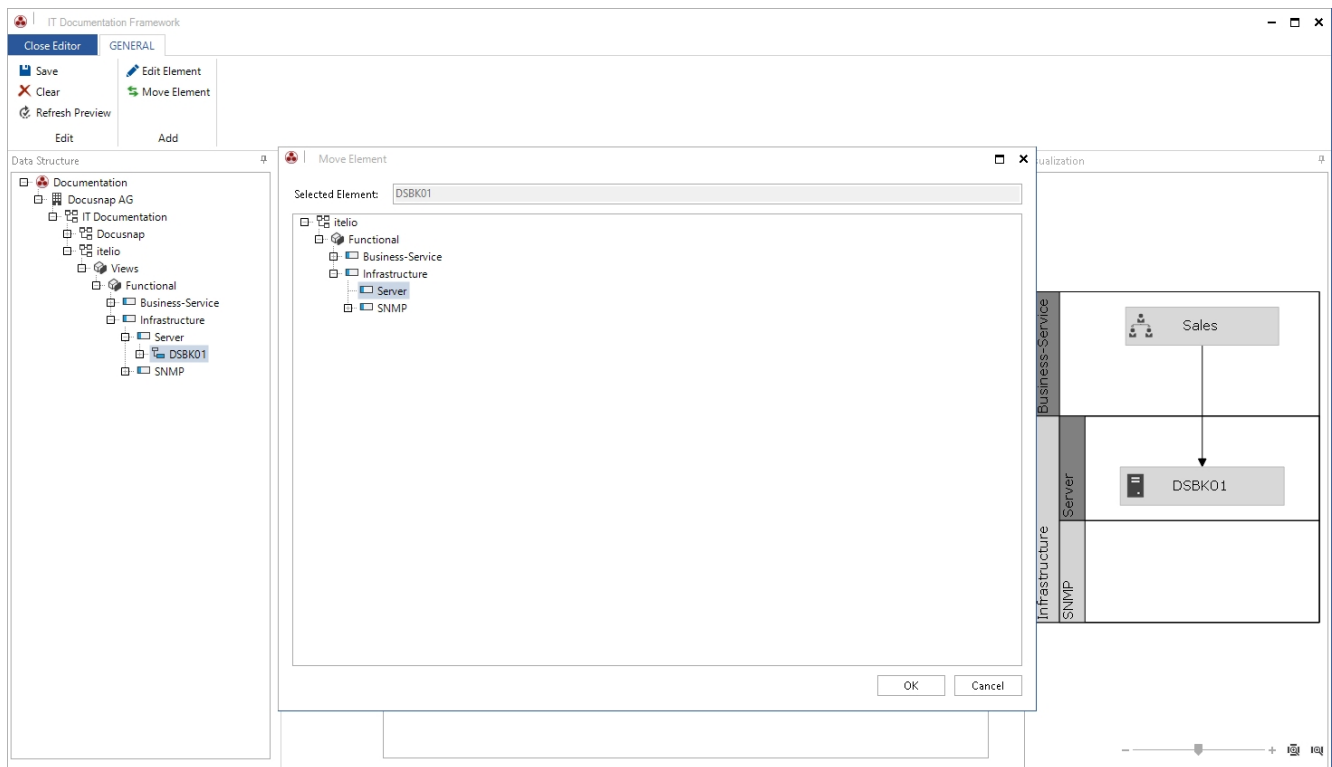 IT Documentation Framework
Close Editor
GENERAL
Save
Clear
Refresh Preview
Edit
Edit Element
Move Element
Add
Data Structure
Documentation
Docusnap AG
IT Documentation
Docusnap
itelio
Views
Functional
Business-Service
Infrastructure
Server
DSBK01
SNMP
Move Element
Selected Element:
DSBK01
itelio
Functional
Business-Service
Infrastructure
Server
SNMP
OK
Cancel
ualization
Business-Service
Sales
Infrastructure
Server
DSBK01
SNMP